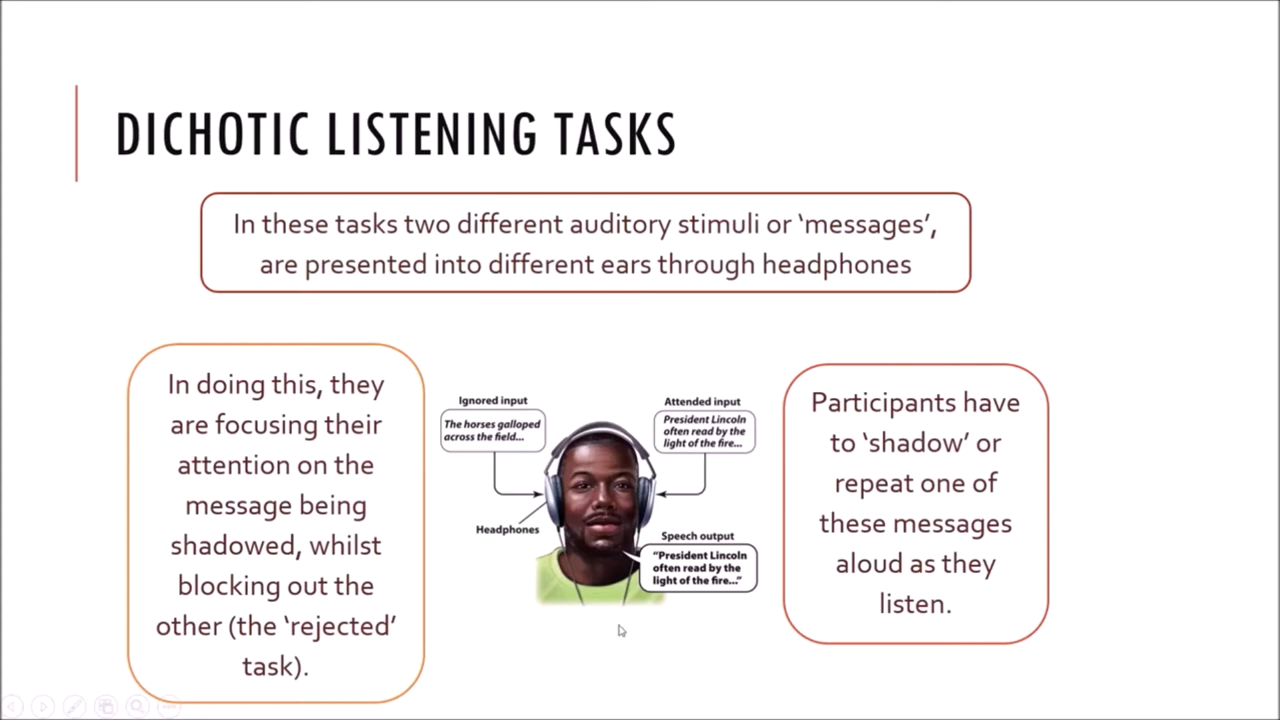 DICHOTIC LISTENING TASKS
In these tasks two different auditory stimuli or ‘messages’,
are presented into different ears through headphones
In doing this, they
are focusing their
attention on the
message being
shadowed, whilst
blocking out the
other (the ‘rejected’
task).
Ignored input
The horses galloped
across the field...
Attended input
President Lincoln
often read by the
light of the fire...
Headphones
Speech output
“President Lincoln
often read by the
light of the fire...”
Participants have
to ‘shadow’ or
repeat one of
these messages
aloud as they
listen.